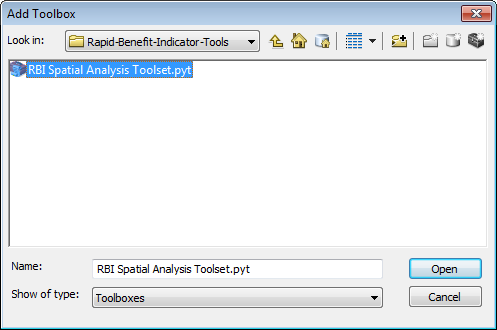 Add Toolbox
Look in: Rapid-Benefit-Indicator-Tools
RBI Spatial Analysis Toolset.pyt
Name: RBI Spatial Analysis Toolset.pyt Open
Show of type: Toolboxes Cancel